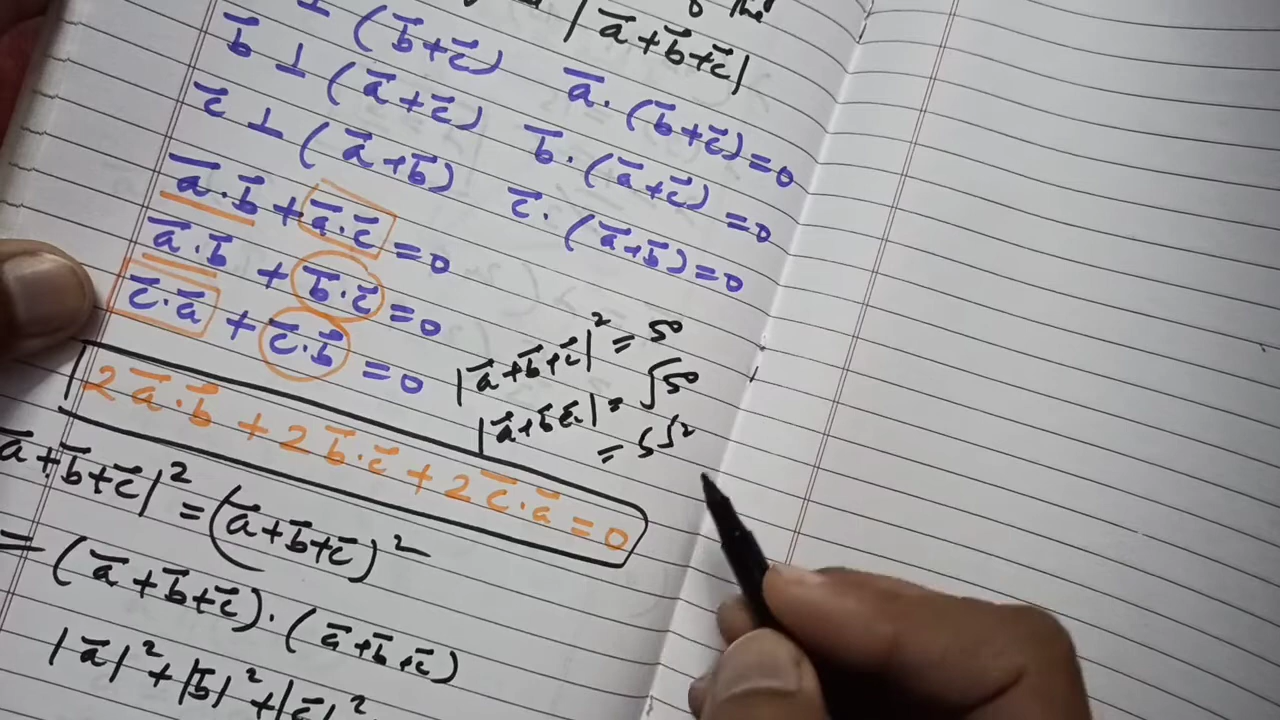 the
|a̅+b̅+c̅|
⊥ (b̅+c̅) a̅·(b̅+c̅)=0
b̅ ⊥ (a̅+c̅) b̅·(a̅+c̅)=0
c̅ ⊥ (a̅+b̅) c̅·(a̅+b̅)=0
a̅·b̅+a̅·c̅=0
a̅·b̅ + b̅·c̅=0
c̅·a̅ + c̅·b̅ =0
|a̅+b̅+c̅|² = 50
|a̅+b̅+c̅| = √50
= 5√2
2a̅·b̅ + 2b̅·c̅ + 2c̅·a̅ = 0
a̅+b̅+c̅|² = (a̅+b̅+c̅)²
= (a̅+b̅+c̅)·(a̅+b̅+c̅)
|a̅|²+|b̅|²+|c̅|²